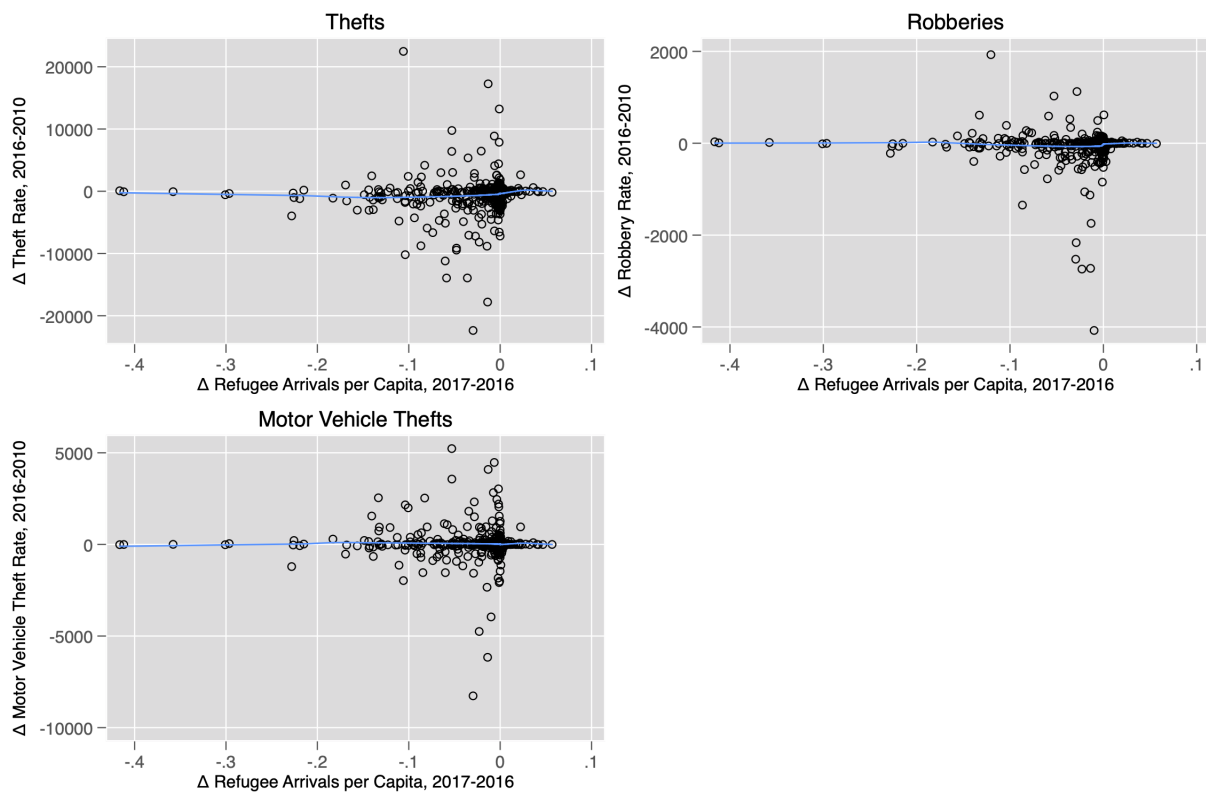 Thefts
Δ Theft Rate, 2016-2010
20000
10000
0
-10000
-20000
-.4 -.3 -.2 -.1 0 .1
Δ Refugee Arrivals per Capita, 2017-2016
Robberies
Δ Robbery Rate, 2016-2010
2000
0
-2000
-4000
-.4 -.3 -.2 -.1 0 .1
Δ Refugee Arrivals per Capita, 2017-2016
Motor Vehicle Thefts
Δ Motor Vehicle Theft Rate, 2016-2010
5000
0
-5000
-10000
-.4 -.3 -.2 -.1 0 .1
Δ Refugee Arrivals per Capita, 2017-2016